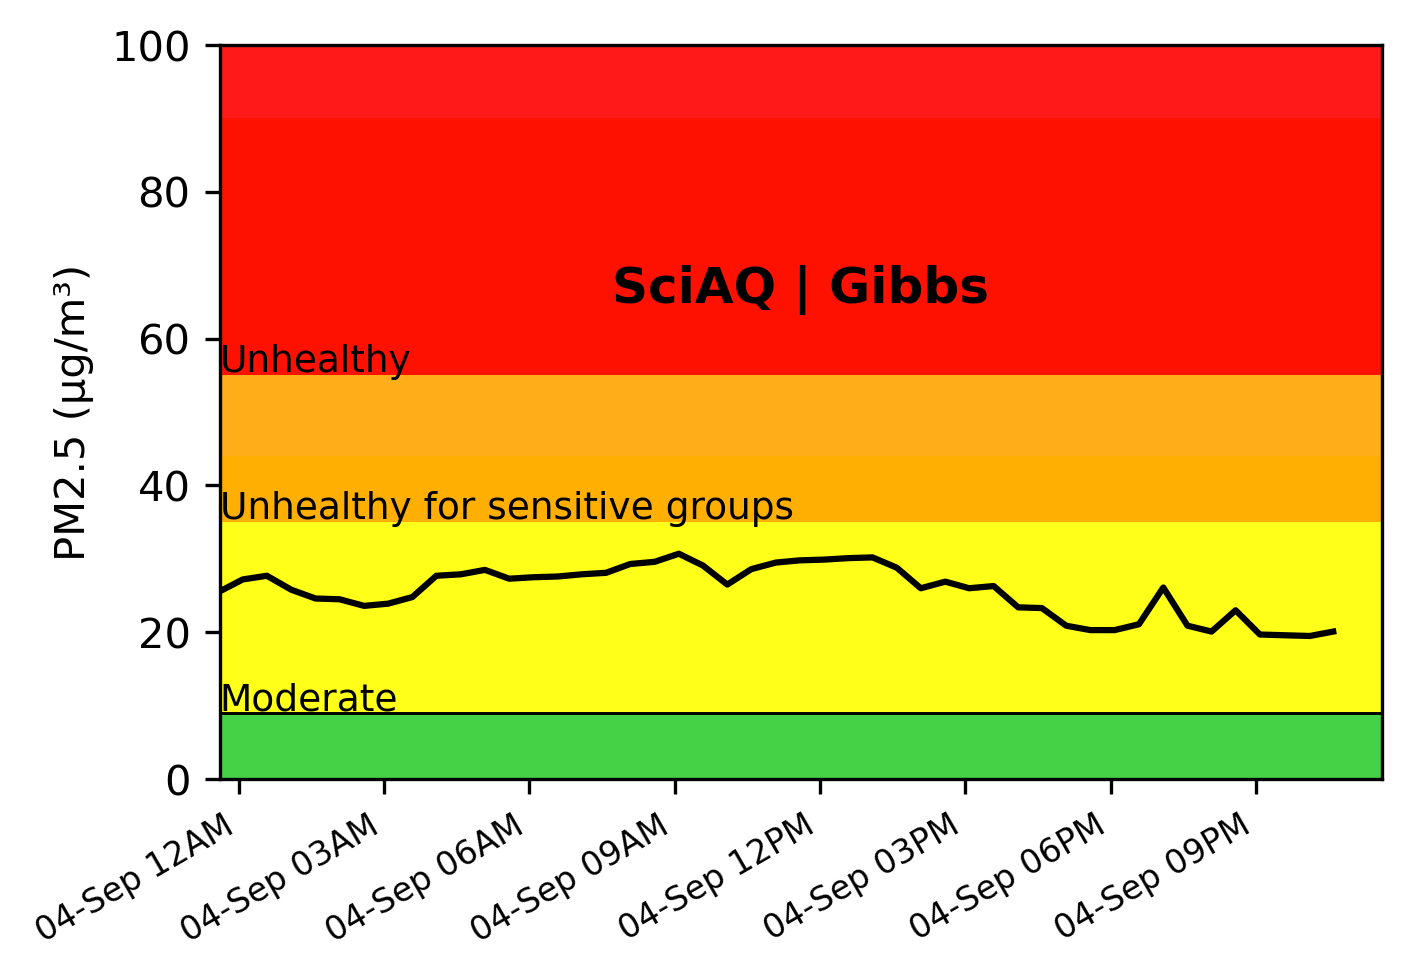 100
80
60
40
20
0
PM2.5 (µg/m³)
SciAQ | Gibbs
Unhealthy
Unhealthy for sensitive groups
Moderate
04-Sep 12AM
04-Sep 03AM
04-Sep 06AM
04-Sep 09AM
04-Sep 12PM
04-Sep 03PM
04-Sep 06PM
04-Sep 09PM